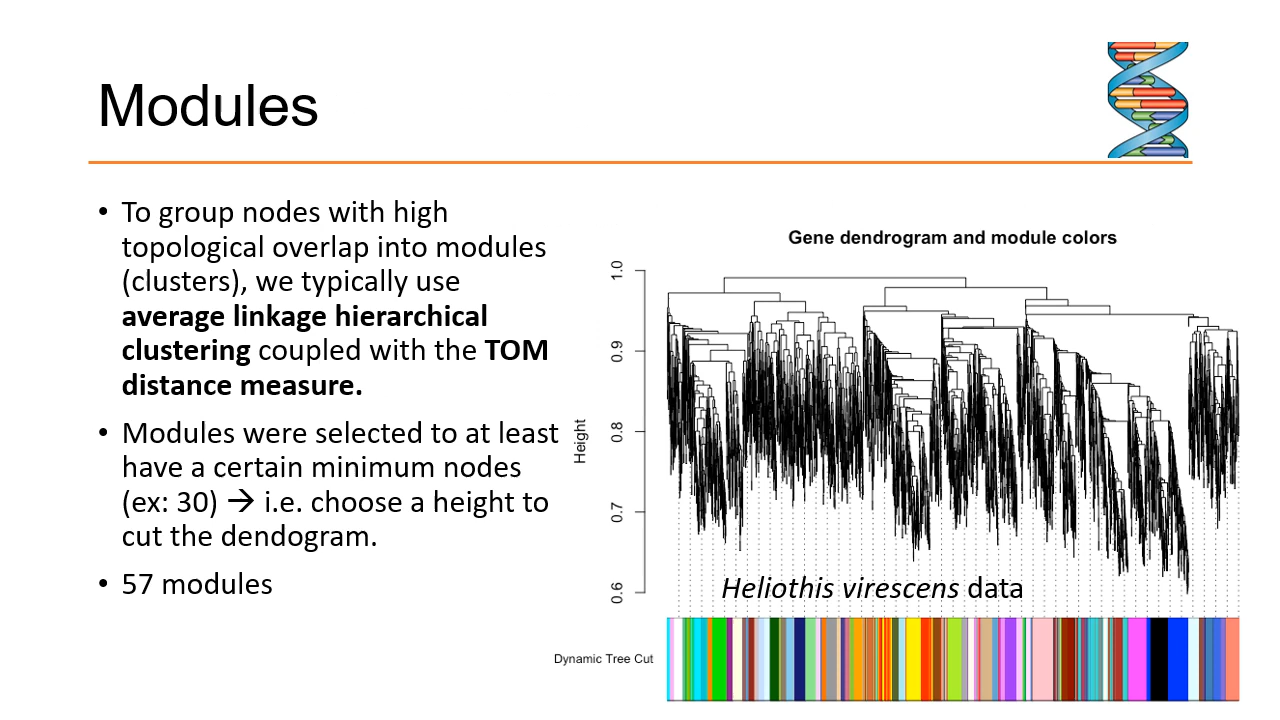 Modules
• To group nodes with high
topological overlap into modules
(clusters), we typically use
average linkage hierarchical
clustering coupled with the TOM
distance measure.
• Modules were selected to at least
have a certain minimum nodes
(ex: 30) → i.e. choose a height to
cut the dendogram.
• 57 modules
Gene dendrogram and module colors
Height
1.0
0.9
0.8
0.7
0.6
Heliothis virescens data
Dynamic Tree Cut